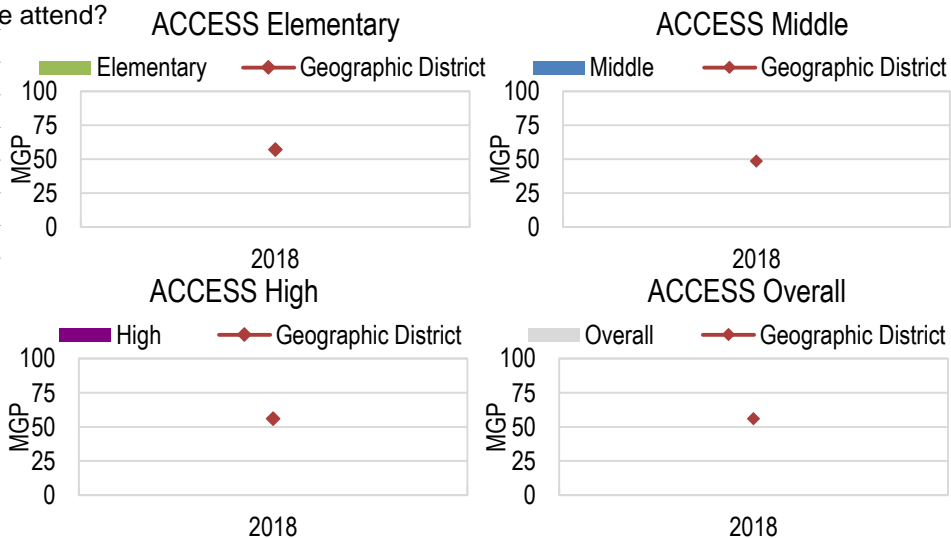 e attend?
ACCESS Elementary
Elementary Geographic District
100
75
50
25
0
MGP
2018
ACCESS Middle
Middle Geographic District
100
75
50
25
0
MGP
2018
ACCESS High
High Geographic District
100
75
50
25
0
MGP
2018
ACCESS Overall
Overall Geographic District
100
75
50
25
0
MGP
2018